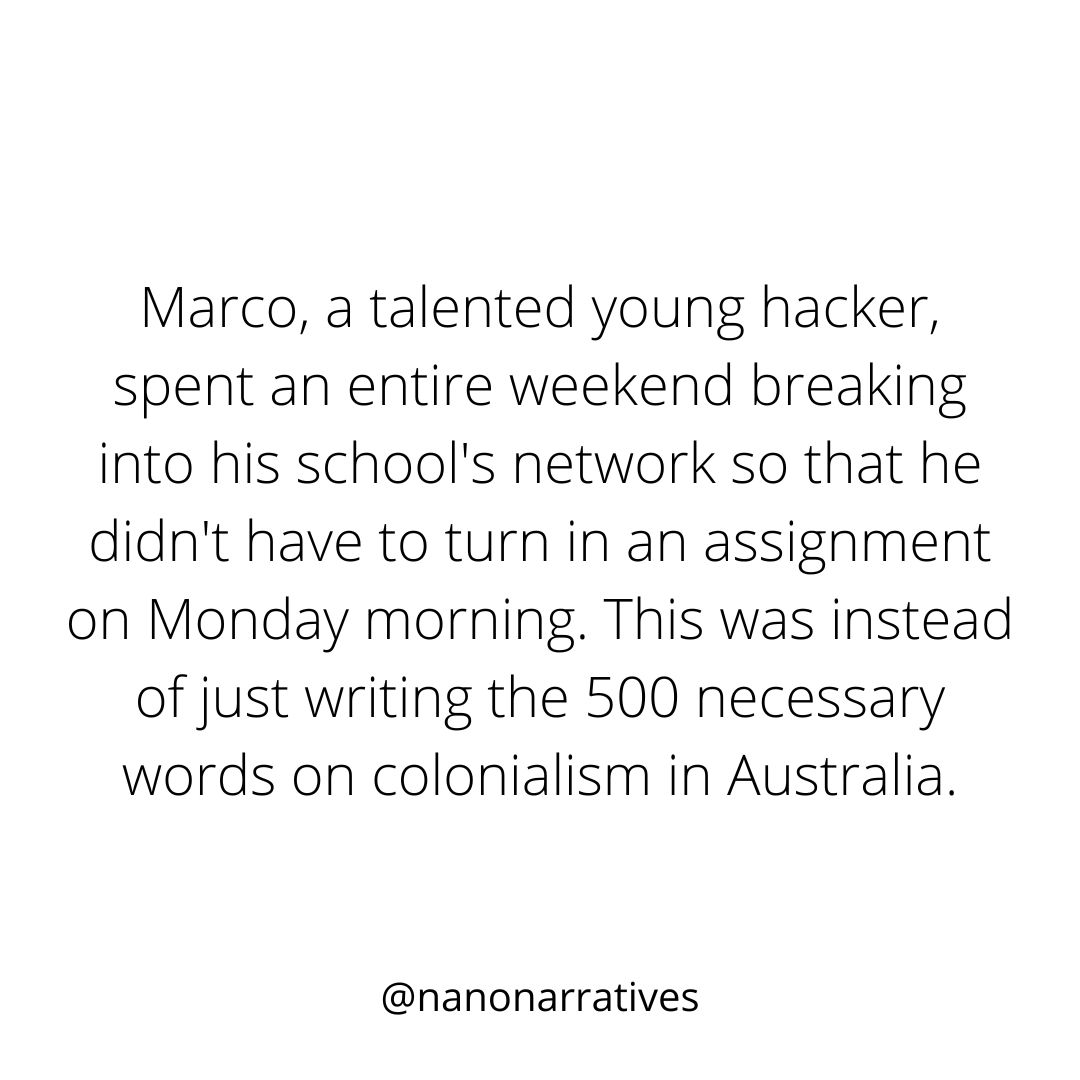 Marco, a talented young hacker,
spent an entire weekend breaking
into his school's network so that he
didn't have to turn in an assignment
on Monday morning. This was instead
of just writing the 500 necessary
words on colonialism in Australia.
@nanonarratives